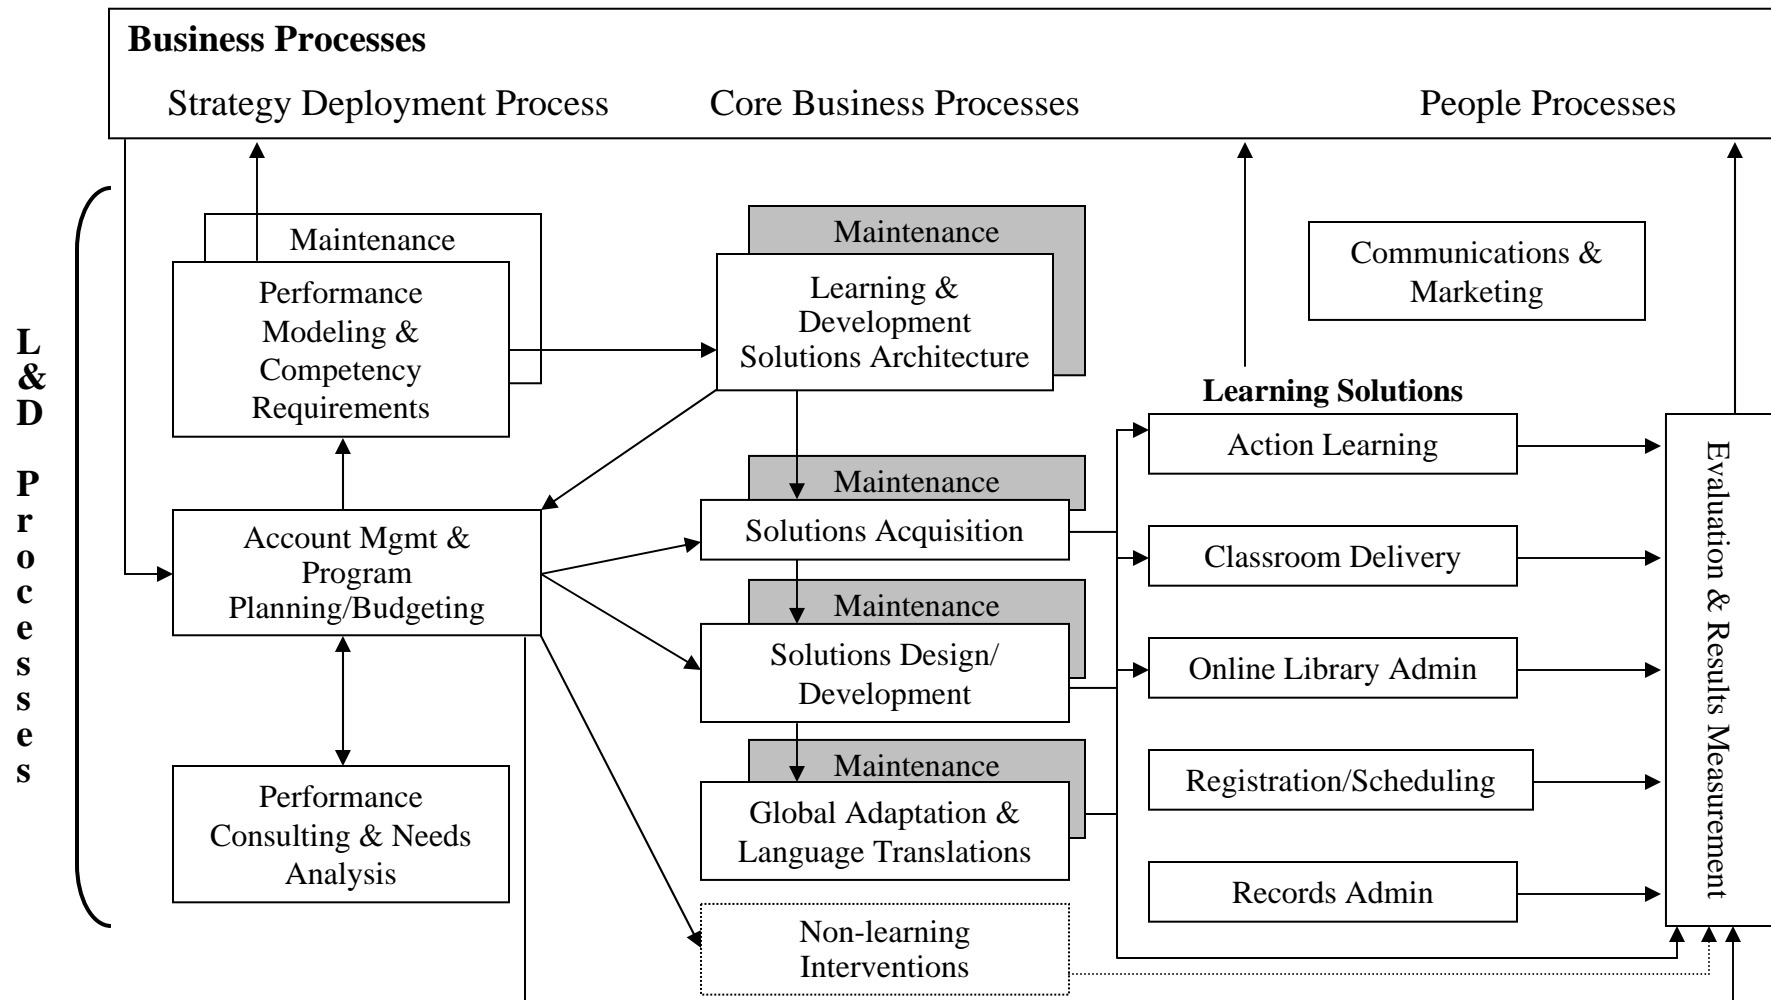 Business Processes
Strategy Deployment Process
Core Business Processes
People Processes
L
&
D
P
r
o
c
e
s
s
e
s
Maintenance
Performance
Modeling &
Competency
Requirements
Maintenance
Learning &
Development
Solutions Architecture
Communications &
Marketing
Account Mgmt &
Program
Planning/Budgeting
Maintenance
Solutions Acquisition
Maintenance
Solutions Design/
Development
Maintenance
Global Adaptation &
Language Translations
Performance
Consulting & Needs
Analysis
Non-learning
Interventions
Learning Solutions
Action Learning
Classroom Delivery
Online Library Admin
Registration/Scheduling
Records Admin
Evaluation & Results Measurement